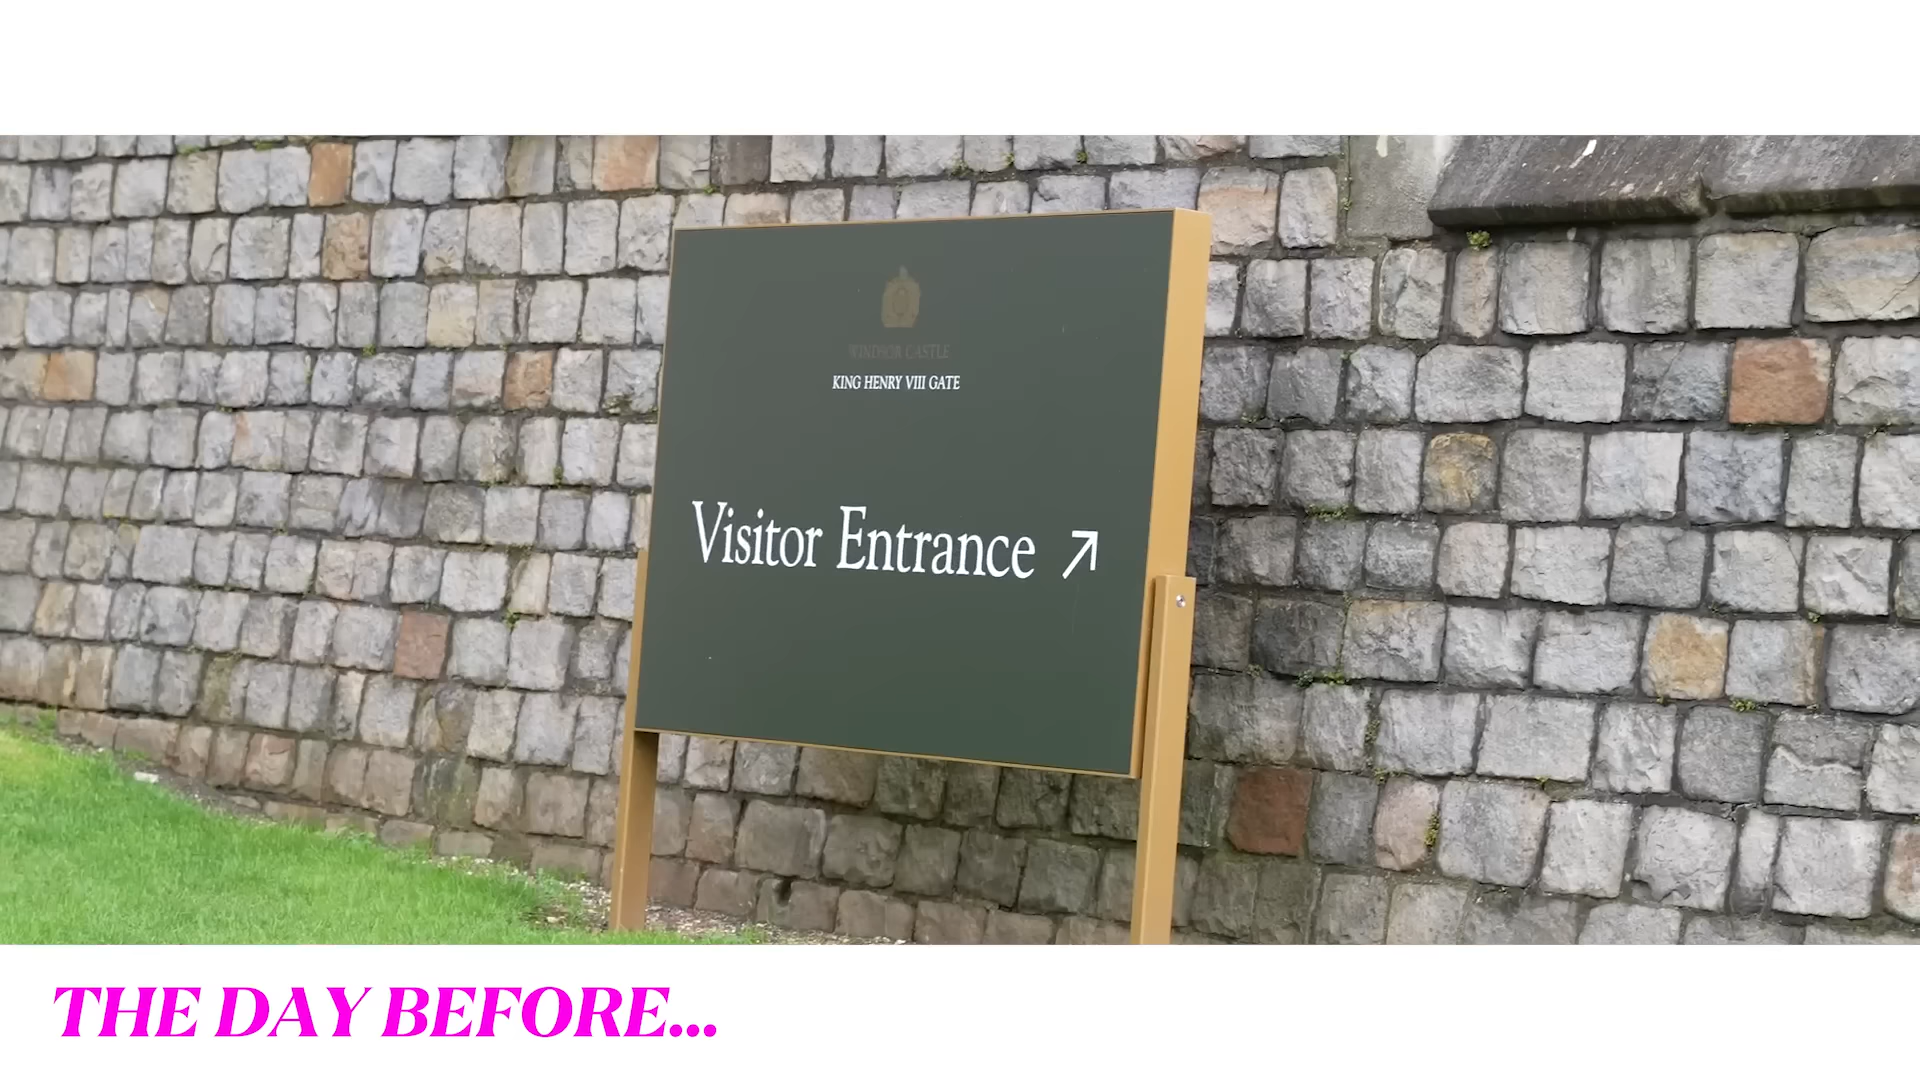 WINDSOR CASTLE
KING HENRY VIII GATE
Visitor Entrance ↗
THE DAY BEFORE...